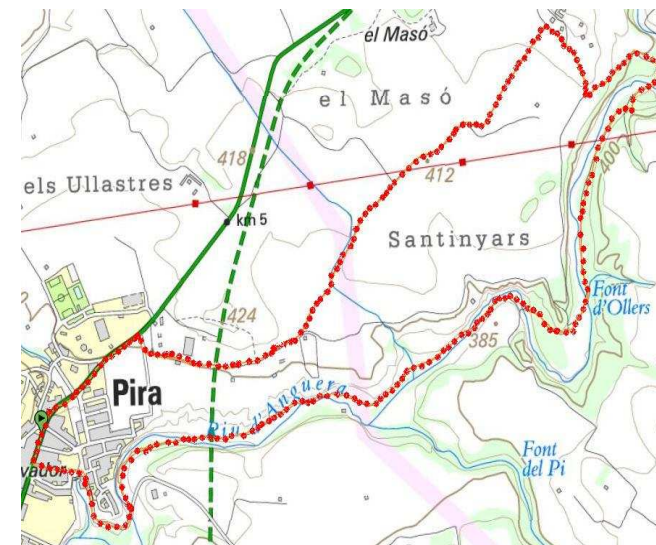 el Masó
el Masó
418
412
400
els Ullastres
km 5
Santinyars
Font
d'Ollers
424
385
Pira
Riu d'Anguera
Font
del Pi